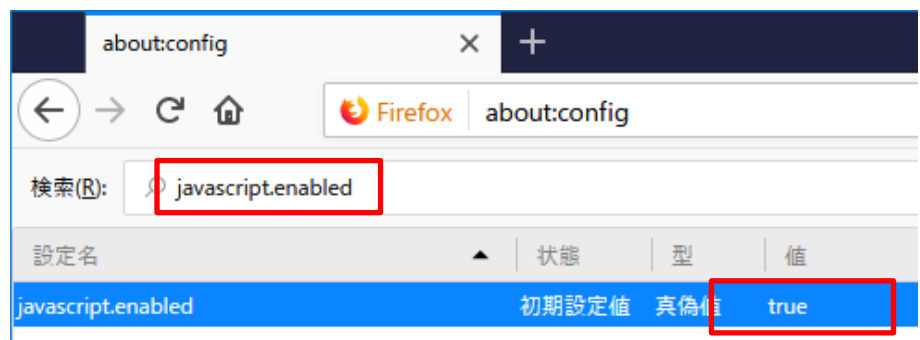 about:config
Firefox about:config
検索(R): javascript.enabled
設定名 状態 型 値
javascript.enabled 初期設定値 真偽値 true